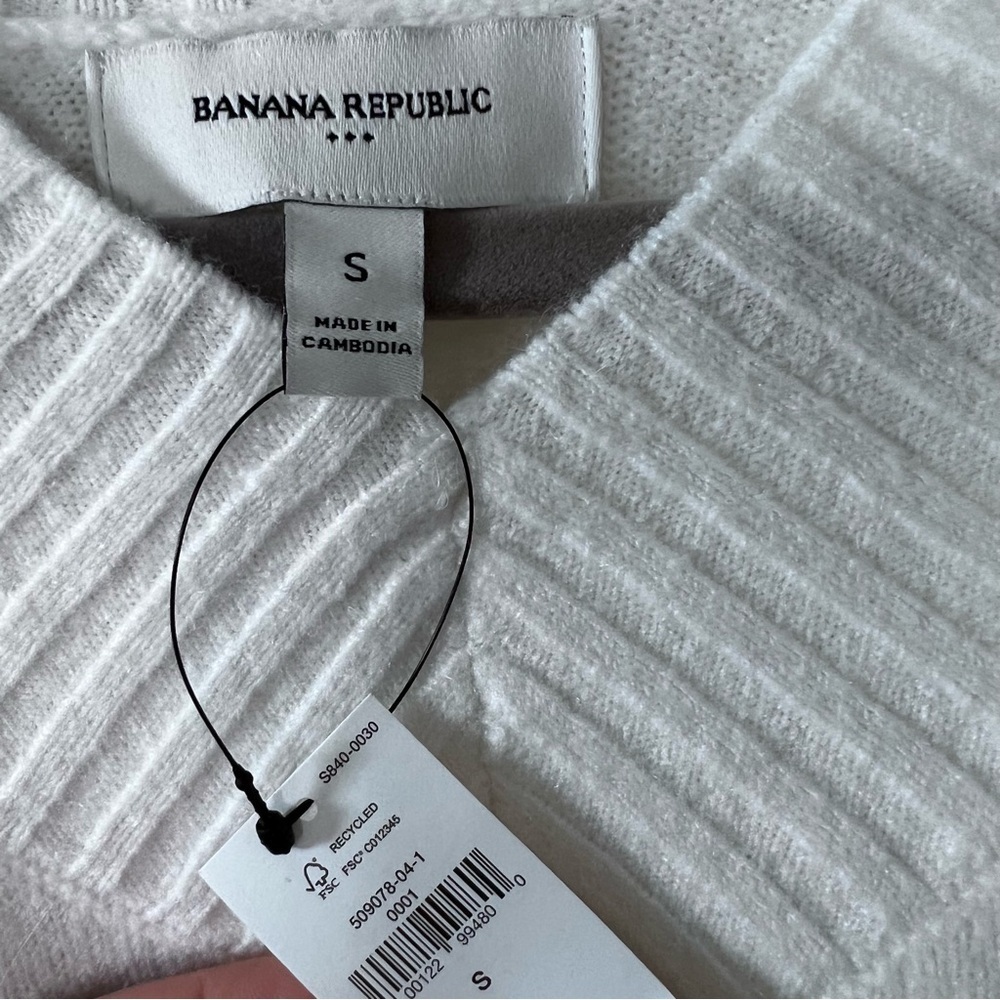 BANANA REPUBLIC
S
MADE IN
CAMBODIA
S840-0030
RECYCLED
FSC® C012345
FSC
509078-04-1
0001
00122 99480 0
S